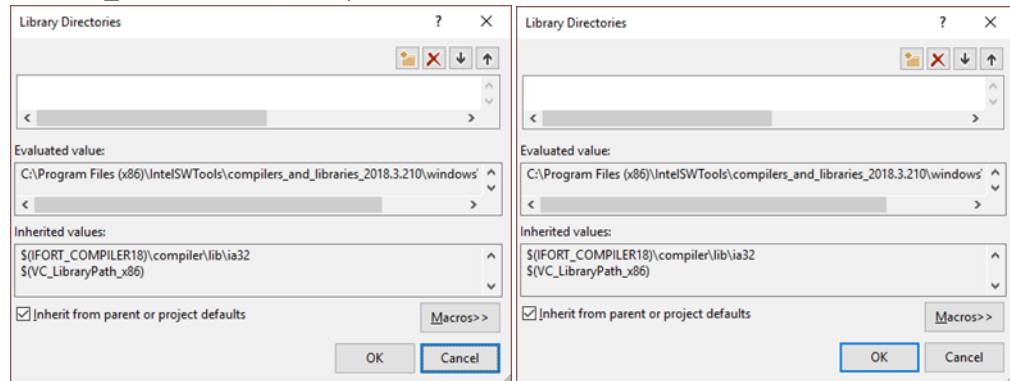 Library Directories ? ×
Evaluated value:
C:\Program Files (x86)\IntelSWTools\compilers_and_libraries_2018.3.210\windows\
Inherited values:
$(IFORT_COMPILER18)\compiler\lib\ia32
$(VC_LibraryPath_x86)
Inherit from parent or project defaults
Macros>>
OK Cancel
Library Directories ? ×
Evaluated value:
C:\Program Files (x86)\IntelSWTools\compilers_and_libraries_2018.3.210\windows\
Inherited values:
$(IFORT_COMPILER18)\compiler\lib\ia32
$(VC_LibraryPath_x86)
Inherit from parent or project defaults
Macros>>
OK Cancel